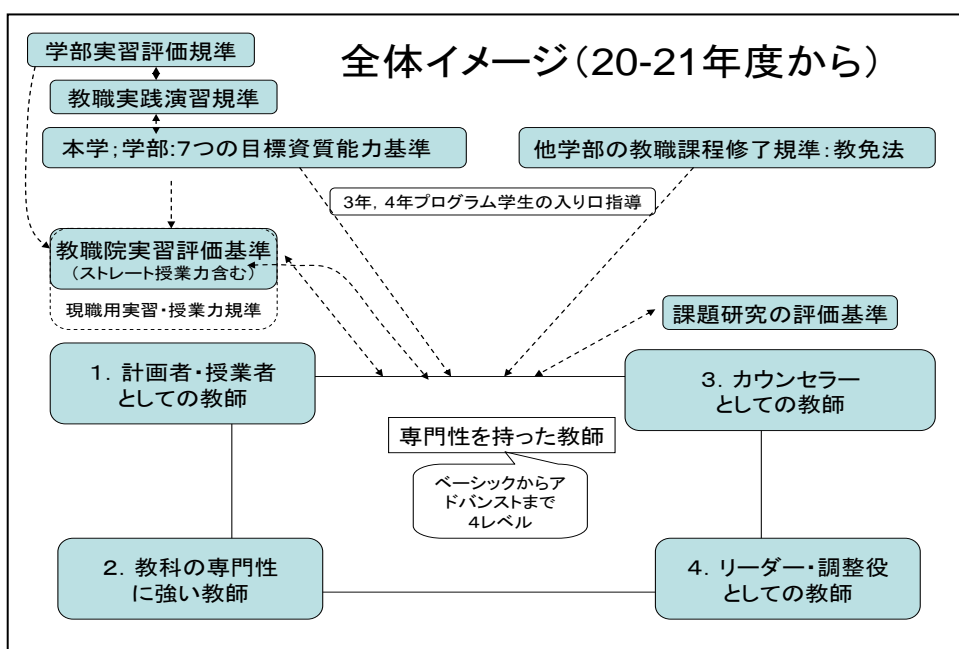 学部実習評価規準
全体イメージ(20-21年度から)
教職実践演習規準
本学;学部:7つの目標資質能力基準
他学部の教職課程修了規準:教免法
3年,4年プログラム学生の入り口指導
教職院実習評価基準
(ストレート授業力含む)
現職用実習・授業力規準
課題研究の評価基準
1.計画者・授業者
としての教師
3.カウンセラー
としての教師
専門性を持った教師
ベーシックからア
ドバンストまで
4レベル
2.教科の専門性
に強い教師
4.リーダー・調整役
としての教師